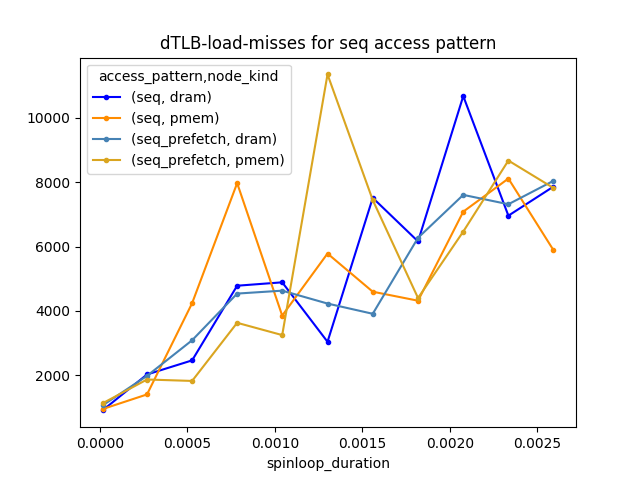 dTLB-load-misses for seq access pattern
access_pattern,node_kind
(seq, dram)
(seq, pmem)
(seq_prefetch, dram)
(seq_prefetch, pmem)
10000
8000
6000
4000
2000
0.0000 0.0005 0.0010 0.0015 0.0020 0.0025
spinloop_duration